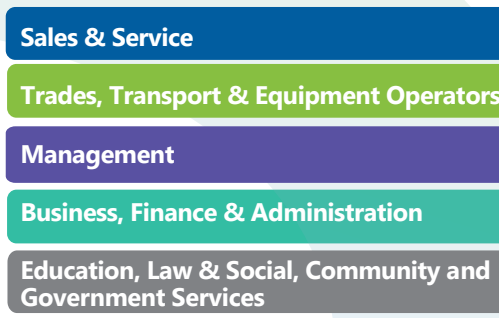 Sales & Service
Trades, Transport & Equipment Operators
Management
Business, Finance & Administration
Education, Law & Social, Community and
Government Services